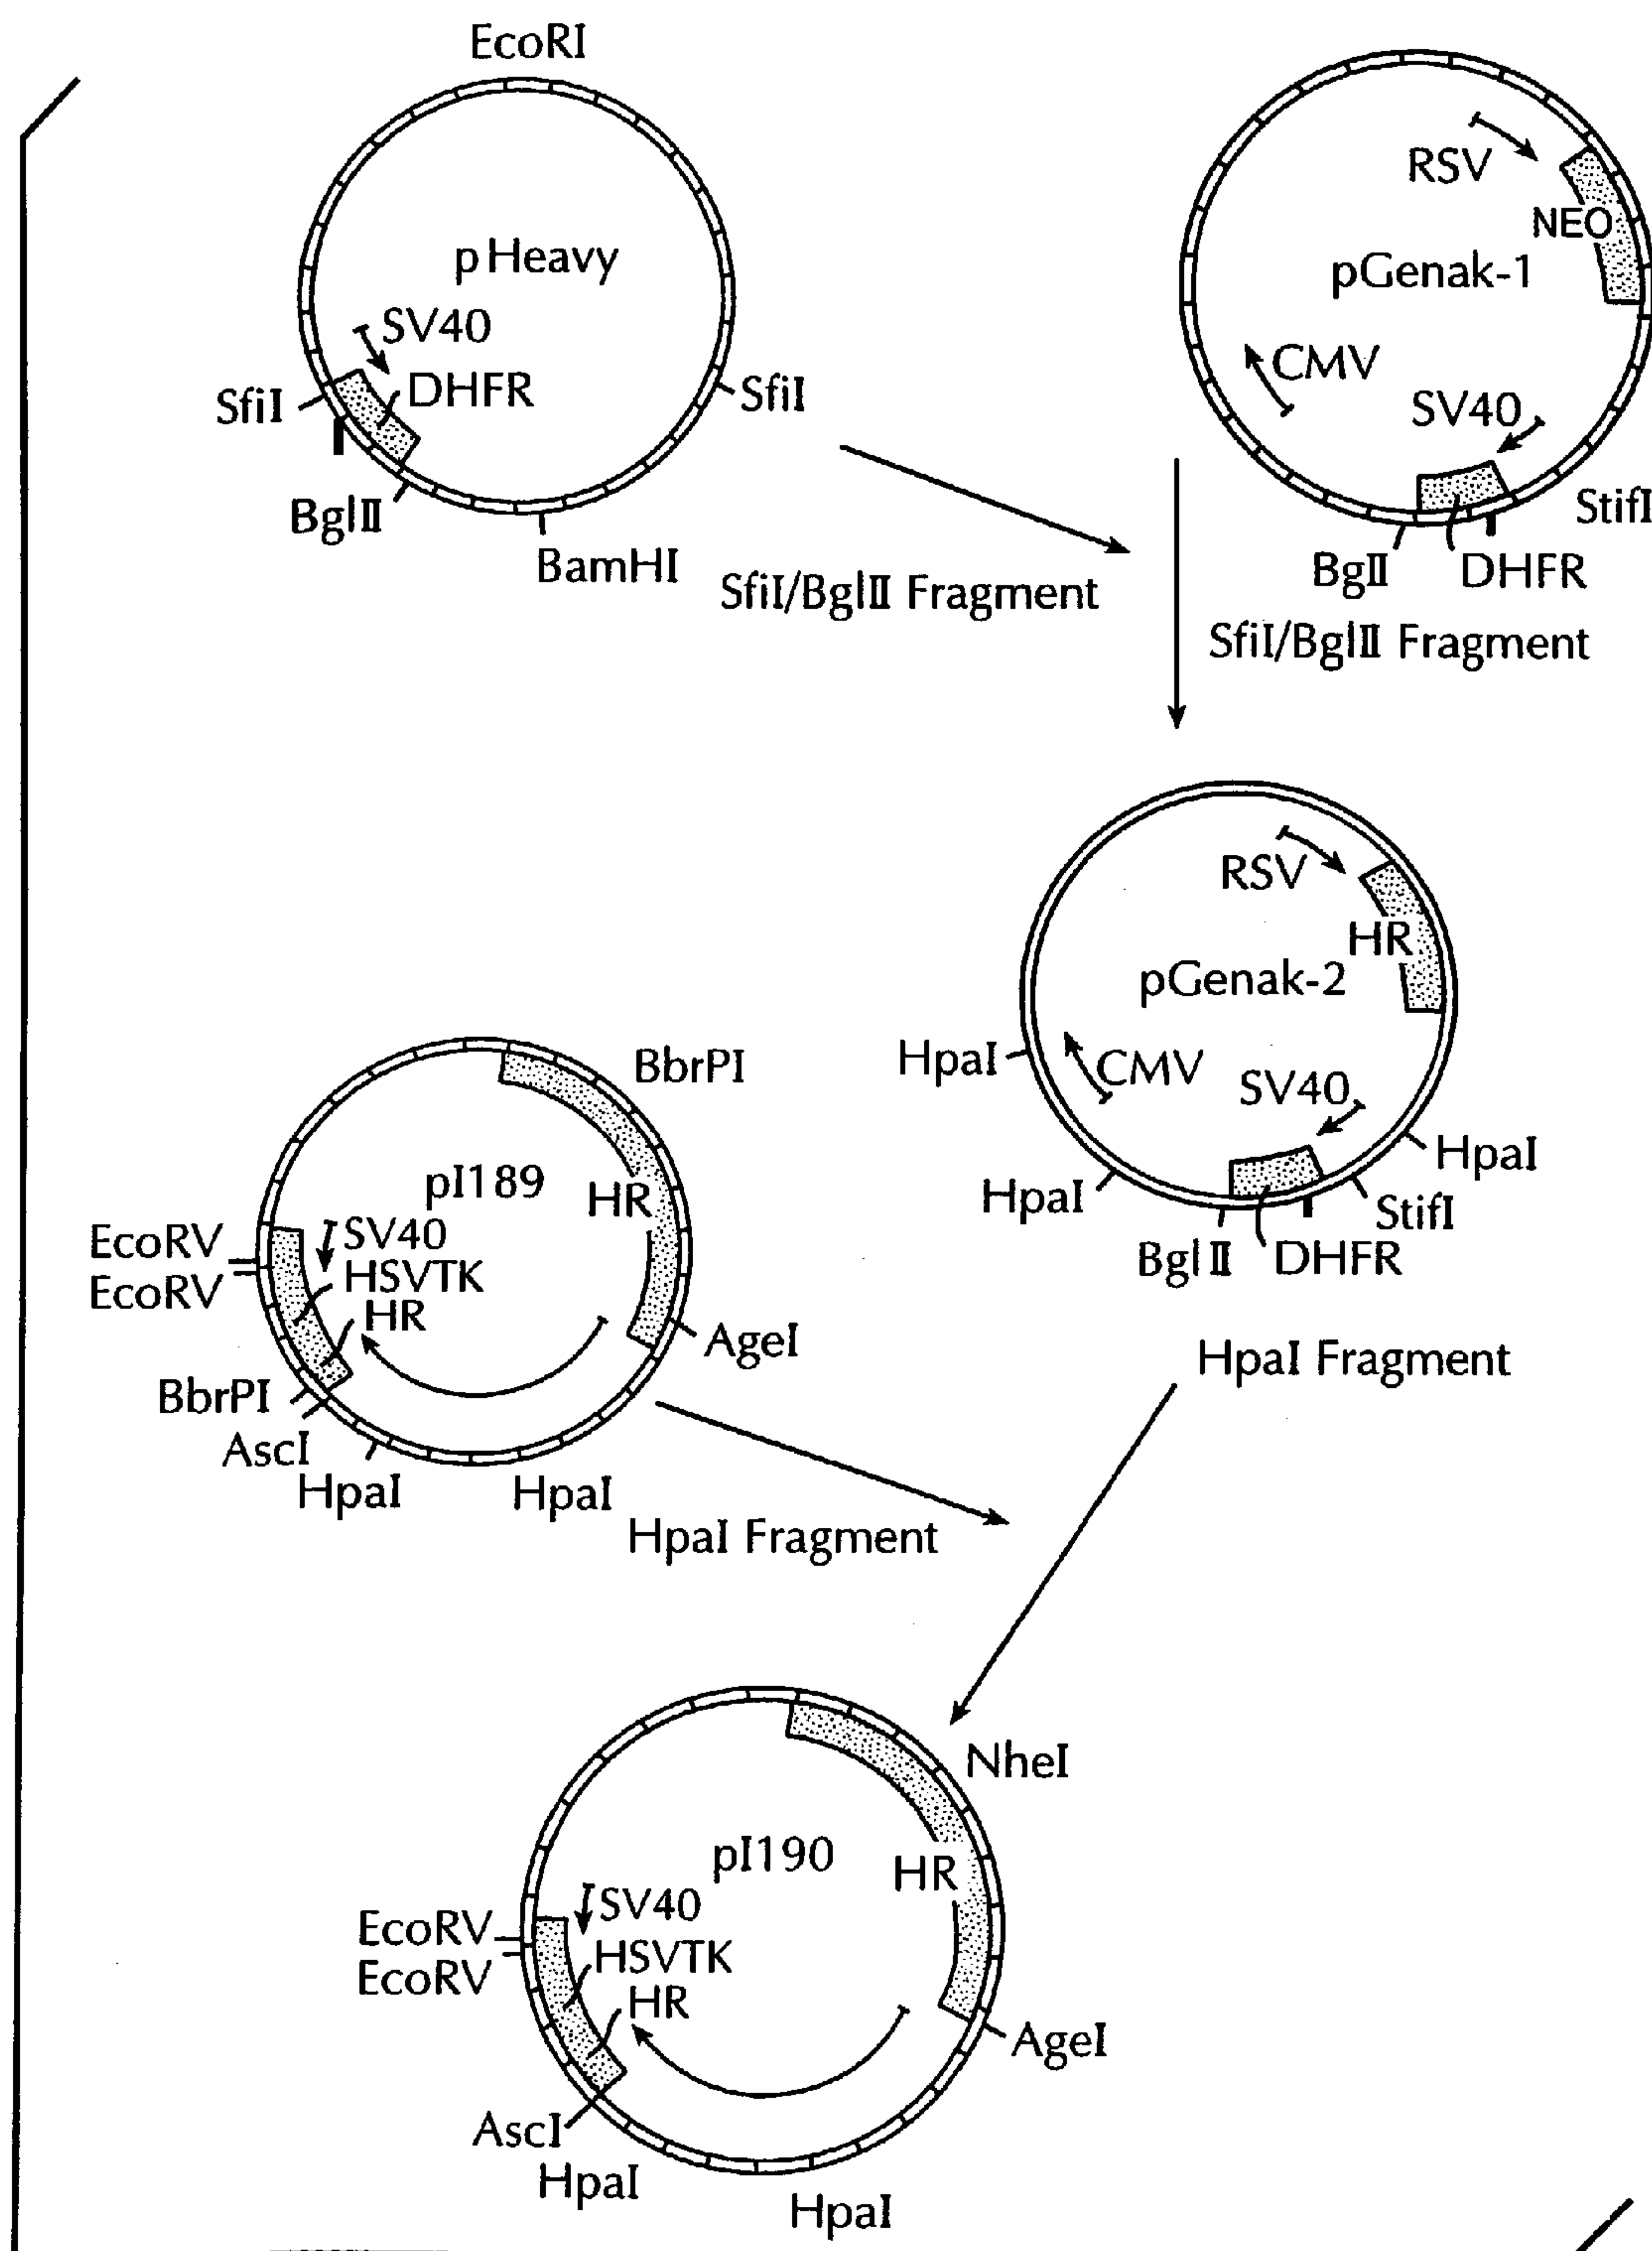 EcoRI
pHeavy
SV40
DHFR
SfiI
SfiI
BglII
BamHI
SfiI/BglII Fragment
RSV
NEO
pGenak-1
CMV
SV40
StifI
BglI
DHFR
SfiI/BglII Fragment
RSV
HR
pGenak-2
HpaI
CMV
SV40
HpaI
HpaI
StifI
BglII
DHFR
HpaI Fragment
BbrPI
pI189
HR
EcoRV
SV40
EcoRV
HSVTK
HR
AgeI
BbrPI
AscI
HpaI
HpaI
HpaI Fragment
NheI
pI190
HR
SV40
EcoRV
HSVTK
EcoRV
HR
AgeI
AscI
HpaI
HpaI